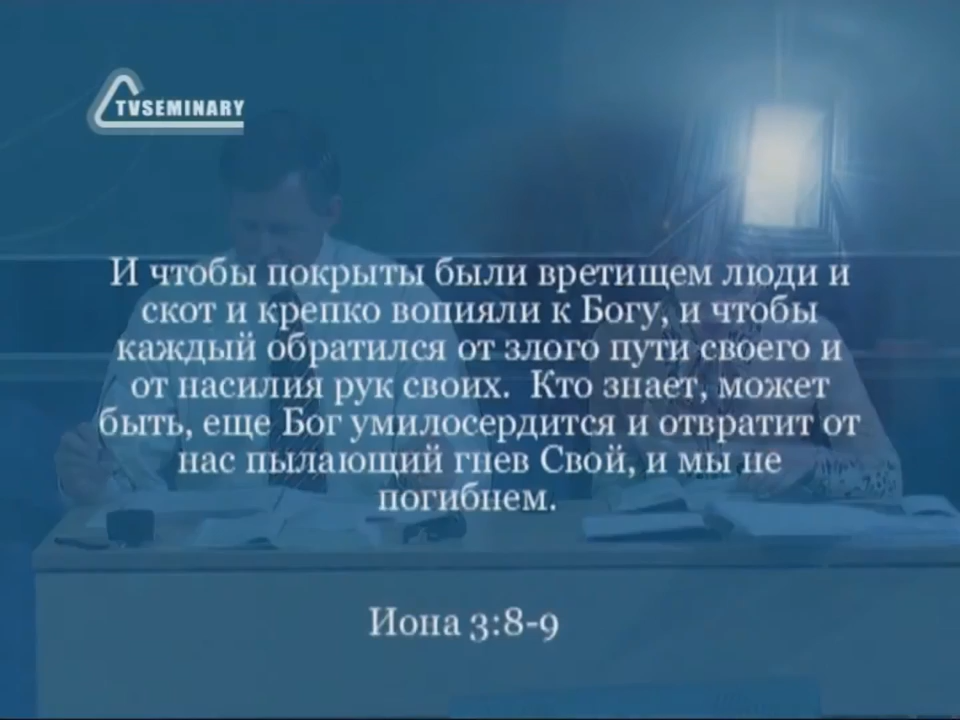 TVSEMINARY
И чтобы покрыты были вретищем люди и
скот и крепко вопияли к Богу, и чтобы
каждый обратился от злого пути своего и
от насилия рук своих.  Кто знает, может
быть, еще Бог умилосердится и отвратит от
нас пылающий гнев Свой, и мы не
погибнем.
Иона 3:8-9